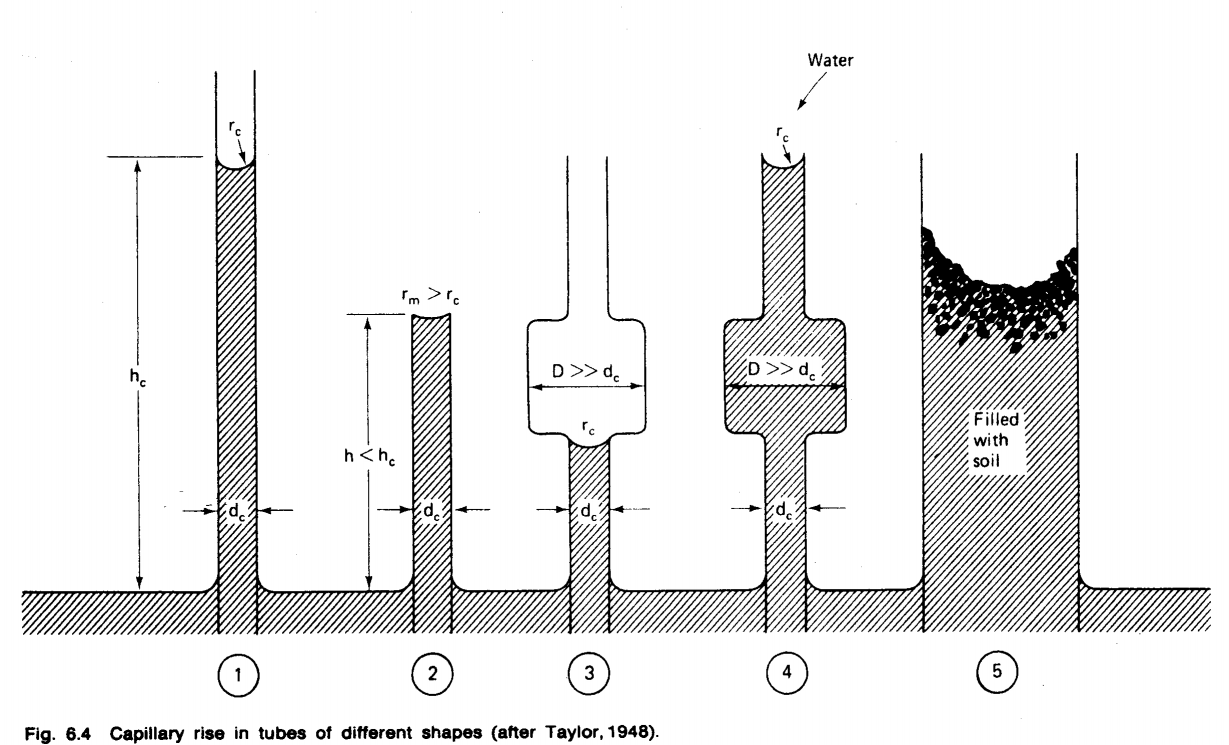 Water
r_c
r_c
r_m > r_c
h_c
D >> d_c
D >> d_c
r_c
h < h_c
Filled
with
soil
d_c
d_c
d_c
d_c
1
2
3
4
5
Fig. 6.4 Capillary rise in tubes of different shapes (after Taylor, 1948).